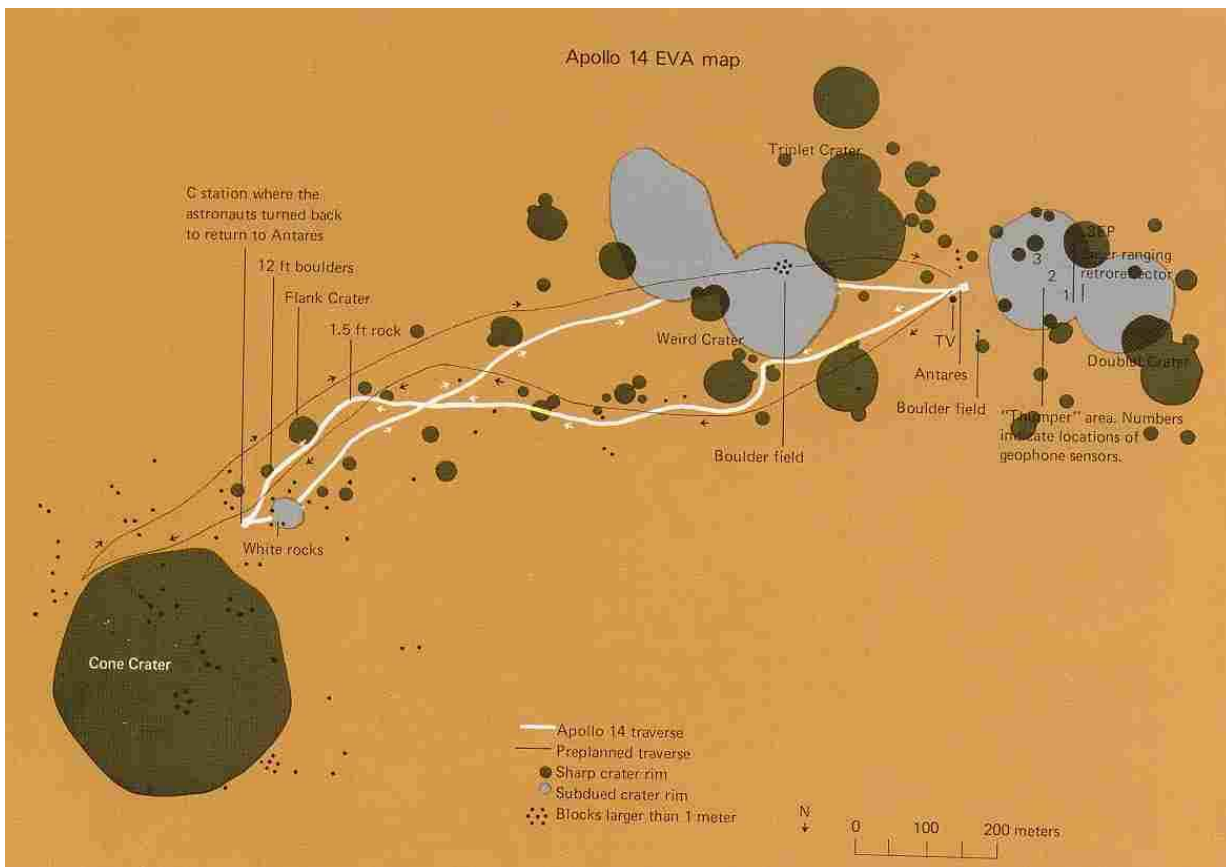 Apollo 14 EVA map
Triplet Crater
C station where the
astronauts turned back
to return to Antares
12 ft boulders
Flank Crater
1.5 ft rock
Weird Crater
Boulder field
TV
Antares
Boulder field
3
2
1
retroreflector
Doublet Crater
"Thumper" area. Numbers
indicate locations of
geophone sensors.
White rocks
Cone Crater
Apollo 14 traverse
Preplanned traverse
Sharp crater rim
Subdued crater rim
Blocks larger than 1 meter
N
0 100 200 meters